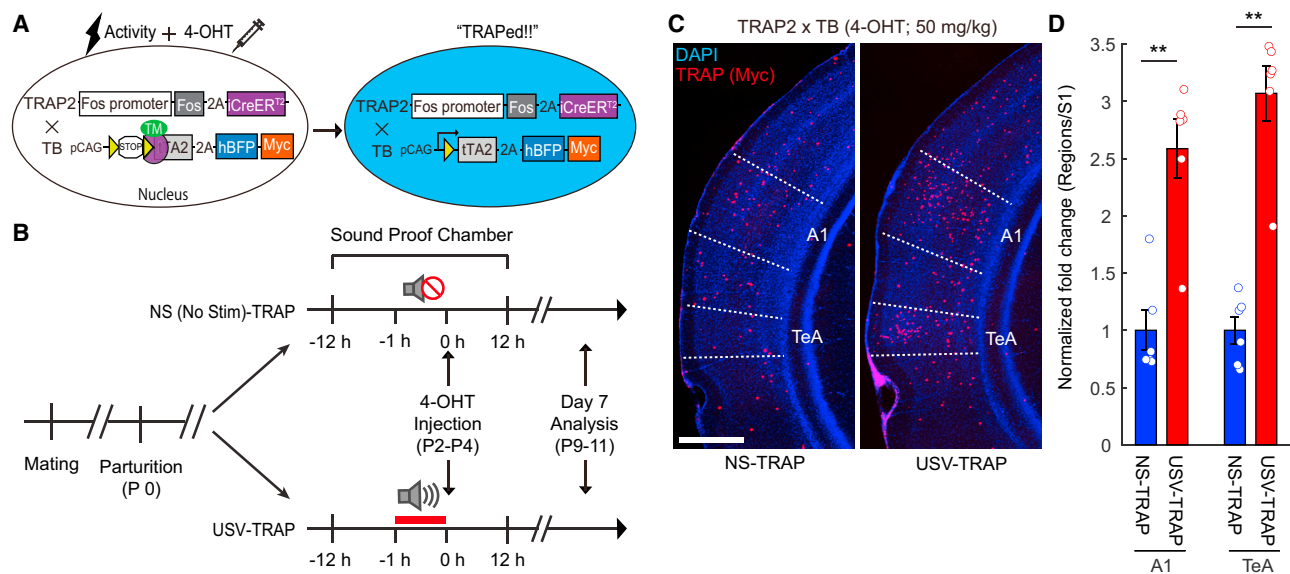 A
Activity + 4-OHT
"TRAPed!!"
TRAP2 Fos promoter Fos 2A iCreERT2
×
TM
TB pCAG STOP tTA2 2A hBFP Myc
Nucleus
TRAP2 Fos promoter Fos 2A iCreERT2
×
TB pCAG tTA2 2A hBFP Myc
B
Sound Proof Chamber
NS (No Stim)-TRAP
-12 h -1 h 0 h 12 h
4-OHT
Injection
(P2-P4)
Day 7
Analysis
(P9-11)
Mating
Parturition
(P 0)
USV-TRAP
-12 h -1 h 0 h 12 h
C
TRAP2 x TB (4-OHT; 50 mg/kg)
DAPI
TRAP (Myc)
A1
TeA
A1
TeA
NS-TRAP
USV-TRAP
D
Normalized fold change (Regions/S1)
3.5
3
2.5
2
1.5
1
0.5
0
**
**
NS-TRAP
USV-TRAP
NS-TRAP
USV-TRAP
A1
TeA